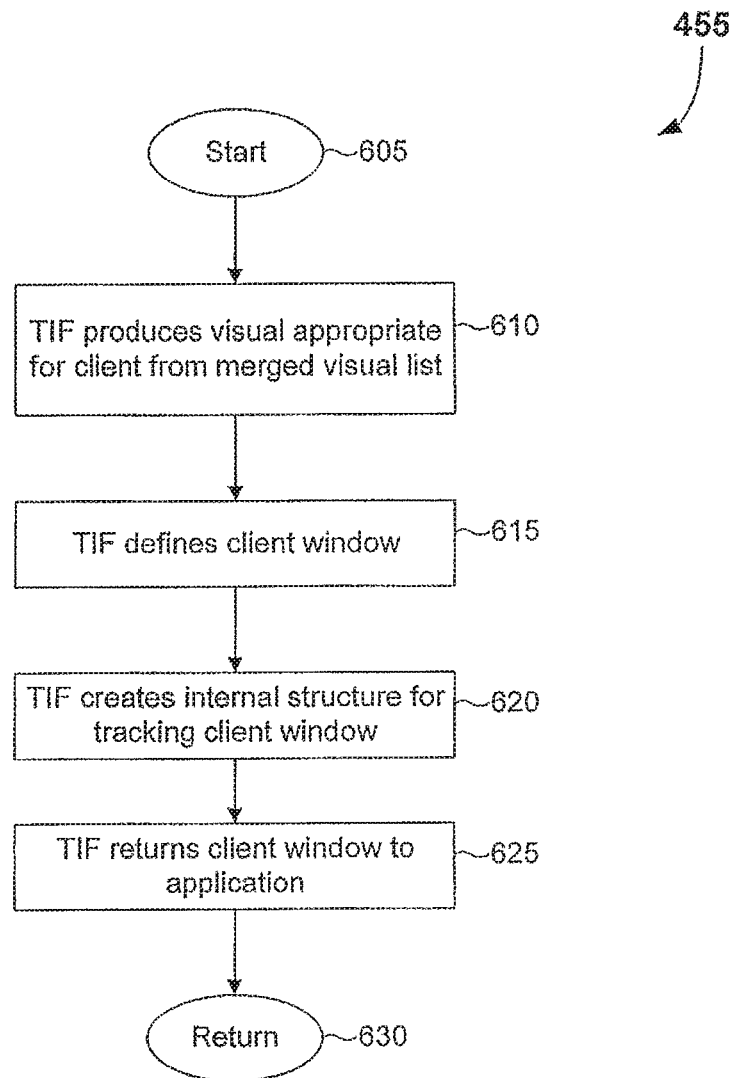 455
Start
605
TIF produces visual appropriate
for client from merged visual list
610
TIF defines client window
615
TIF creates internal structure for
tracking client window
620
TIF returns client window to
application
625
Return
630